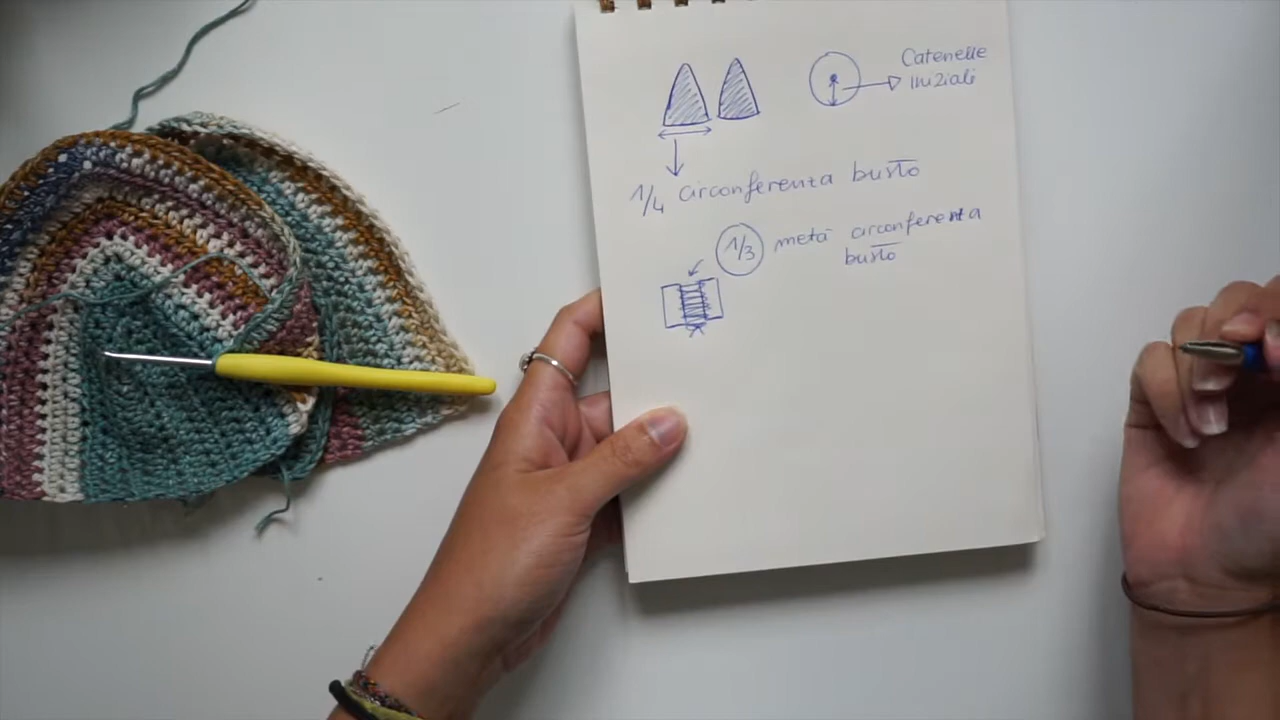 Catenelle
iniziali
1/4 circonferenza busto
1/3 metà circonferenza
busto